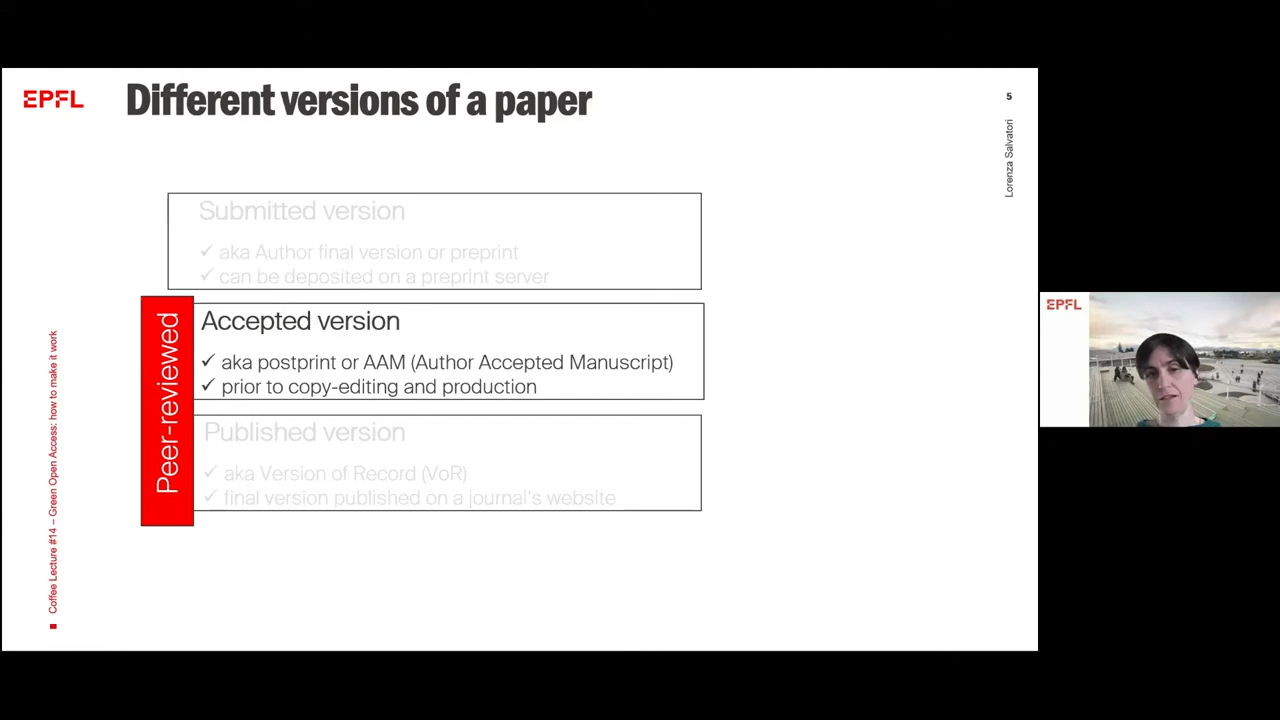 EPFL
Different versions of a paper
5
Lorenza Salvatori
Submitted version
✓ aka Author final version or preprint
✓ can be deposited on a preprint server
Peer-reviewed
Accepted version
✓ aka postprint or AAM (Author Accepted Manuscript)
✓ prior to copy-editing and production
Published version
✓ aka Version of Record (VoR)
✓ final version published on a journal's website
Coffee Lecture #14 – Green Open Access: how to make it work
EPFL